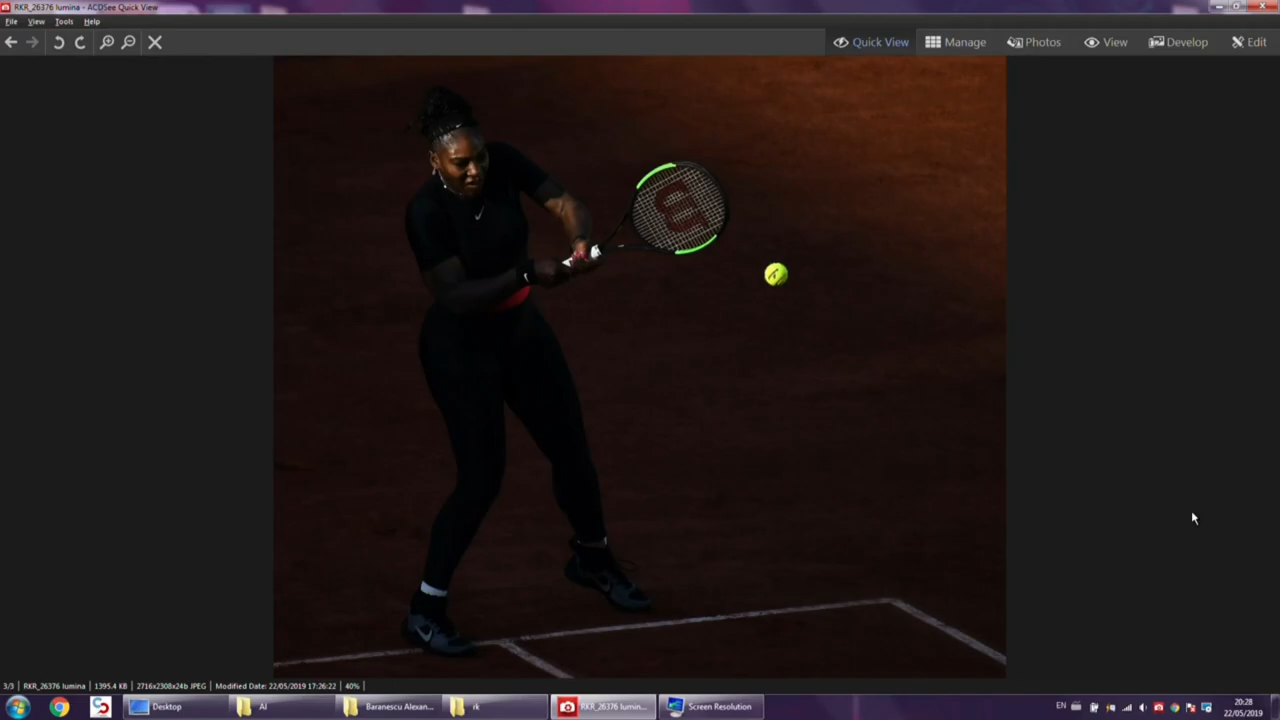 RKR_26376 lumina - ACDSee Quick View
File View Tools Help
Quick View Manage Photos View Develop Edit
W
3/3 RKR_26376 lumina 1395.4 KB 2716x2308x24b JPEG Modified Date: 22/05/2019 17:26:22 40%
Desktop AI Baranescu Alexan... rk RKR_26376 lumin... Screen Resolution EN 20:28
22/05/2019